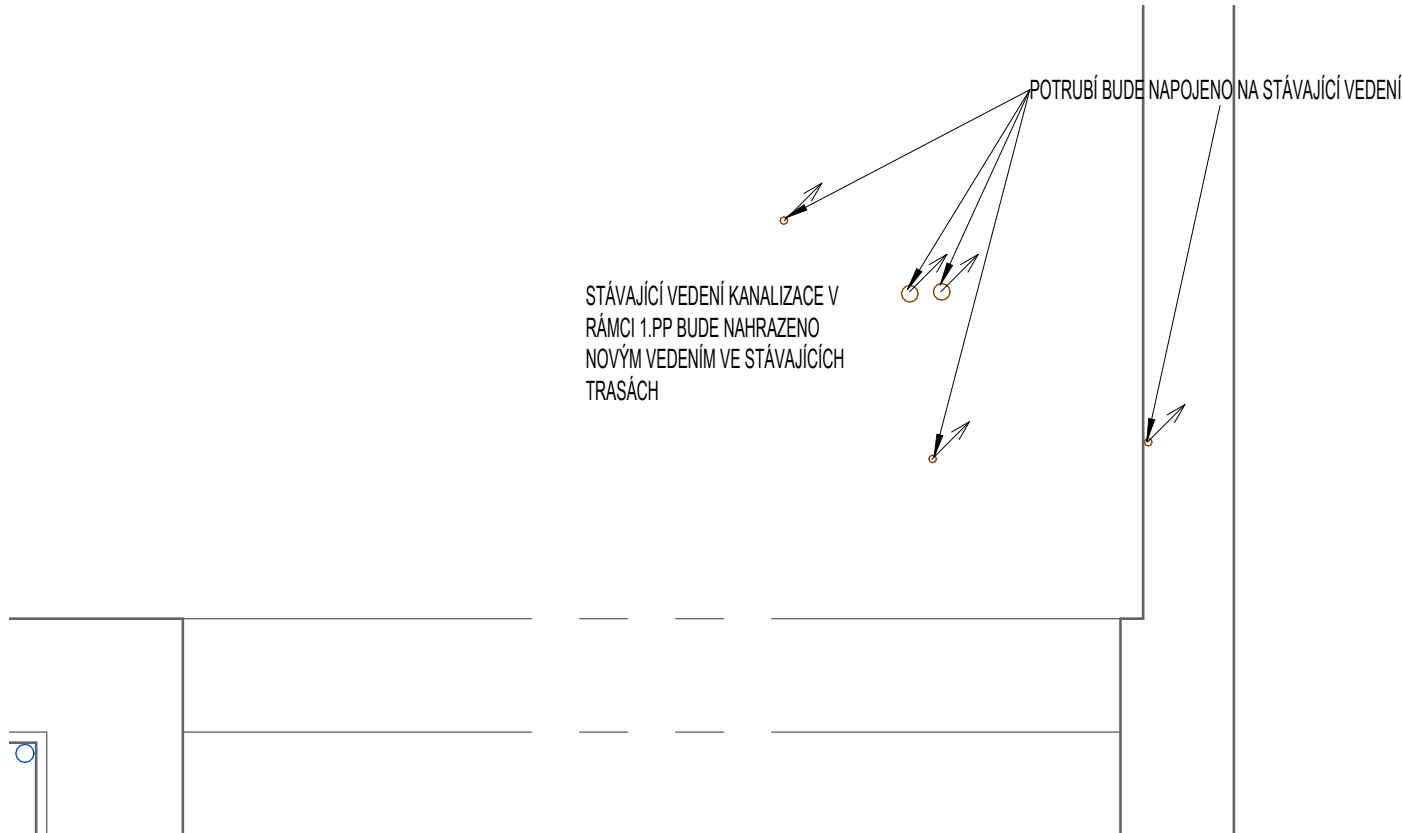 POTRUBÍ BUDE NAPOJENO NA STÁVAJÍCÍ VEDENÍ
STÁVAJÍCÍ VEDENÍ KANALIZACE V
RÁMCI 1.PP BUDE NAHRAZENO
NOVÝM VEDENÍM VE STÁVAJÍCÍCH
TRASÁCH